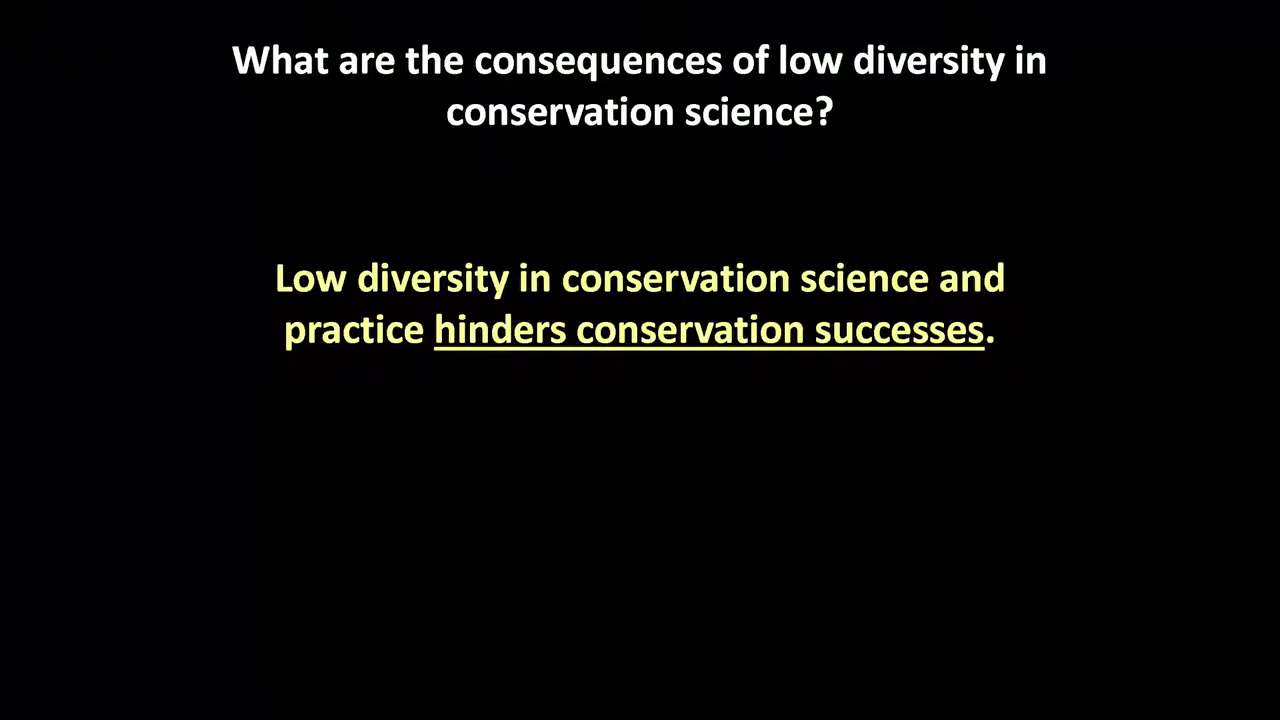 What are the consequences of low diversity in
conservation science?
Low diversity in conservation science and
practice hinders conservation successes.